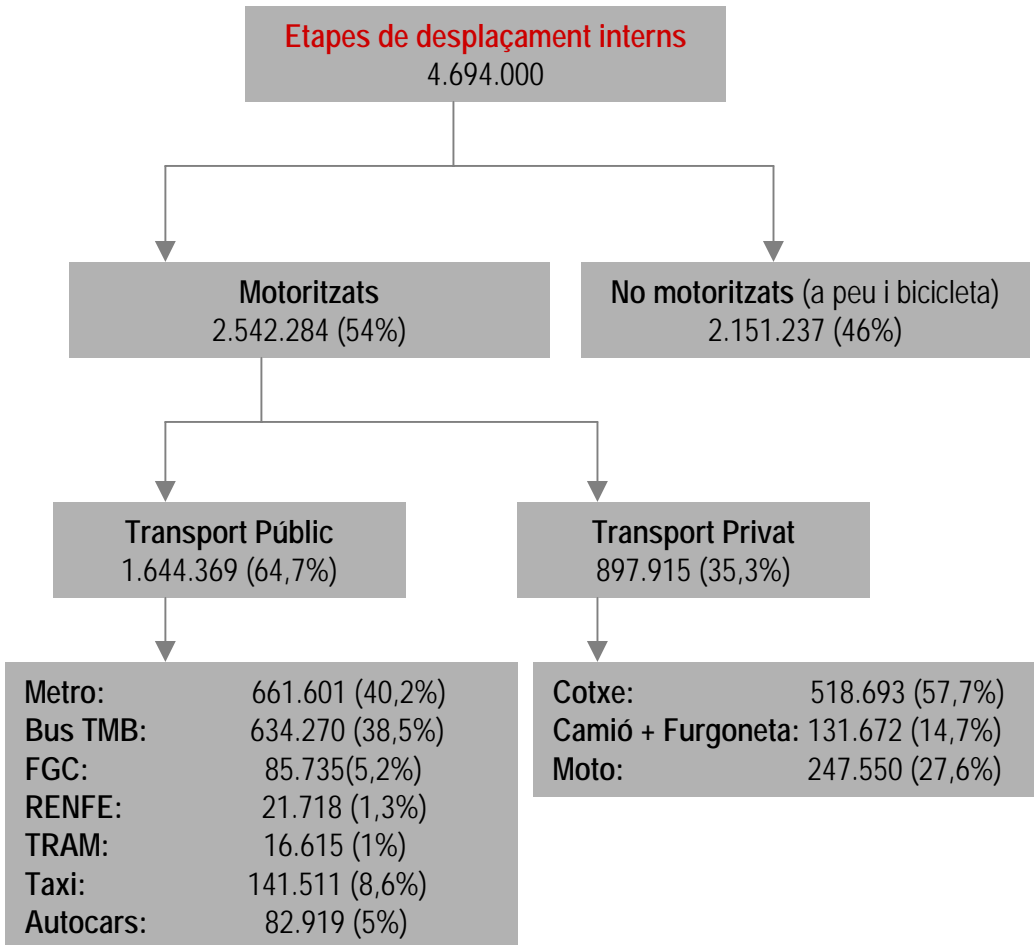 Etapes de desplaçament interns
4.694.000
Motoritzats
2.542.284 (54%)
No motoritzats (a peu i bicicleta)
2.151.237 (46%)
Transport Públic
1.644.369 (64,7%)
Transport Privat
897.915 (35,3%)
Metro: 661.601 (40,2%)
Bus TMB: 634.270 (38,5%)
FGC: 85.735(5,2%)
RENFE: 21.718 (1,3%)
TRAM: 16.615 (1%)
Taxi: 141.511 (8,6%)
Autocars: 82.919 (5%)
Cotxe: 518.693 (57,7%)
Camió + Furgoneta: 131.672 (14,7%)
Moto: 247.550 (27,6%)